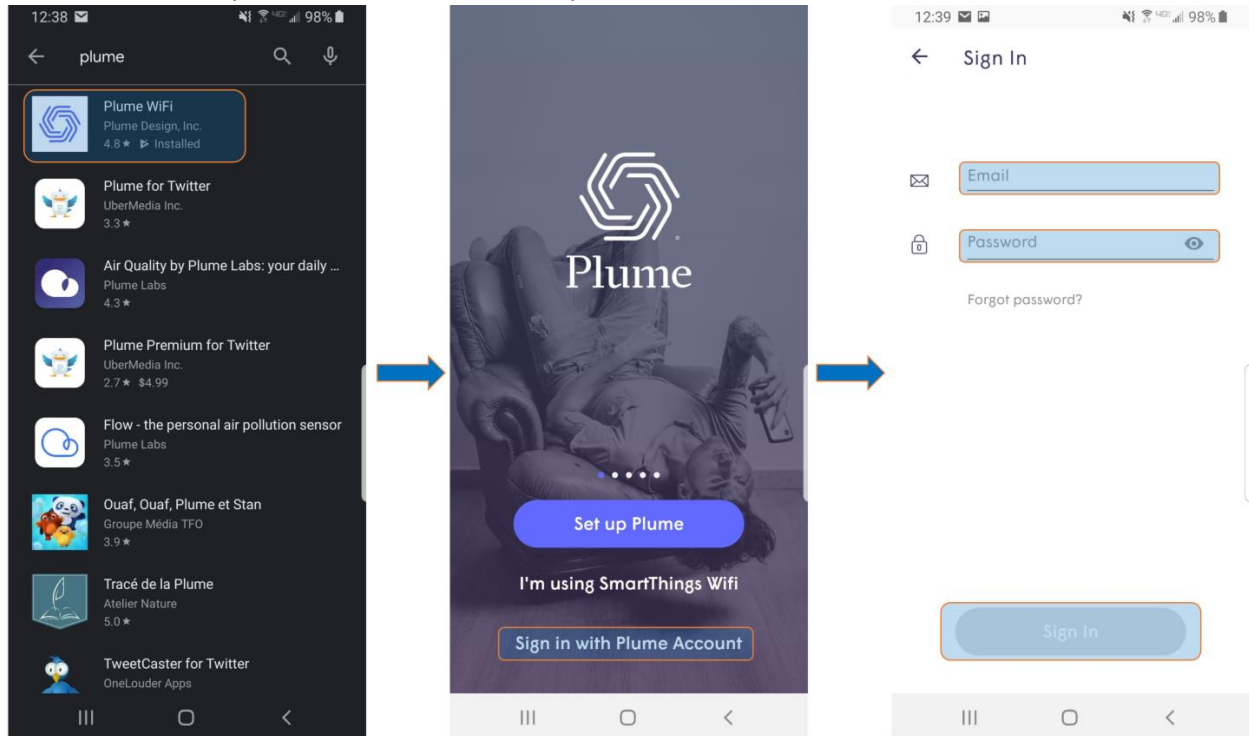 12:38
98%
plume
Plume WiFi
Plume Design, Inc.
4.8★ Installed
Plume for Twitter
UberMedia Inc.
3.3★
Air Quality by Plume Labs: your daily ...
Plume Labs
4.3★
Plume Premium for Twitter
UberMedia Inc.
2.7★ $4.99
Flow - the personal air pollution sensor
Plume Labs
3.5★
Ouaf, Ouaf, Plume et Stan
Groupe Média TFO
3.9★
Tracé de la Plume
Atelier Nature
5.0★
TweetCaster for Twitter
OneLouder Apps
Plume
Set up Plume
I'm using SmartThings Wifi
Sign in with Plume Account
12:39
98%
Sign In
Email
Password
Forgot password?
Sign In